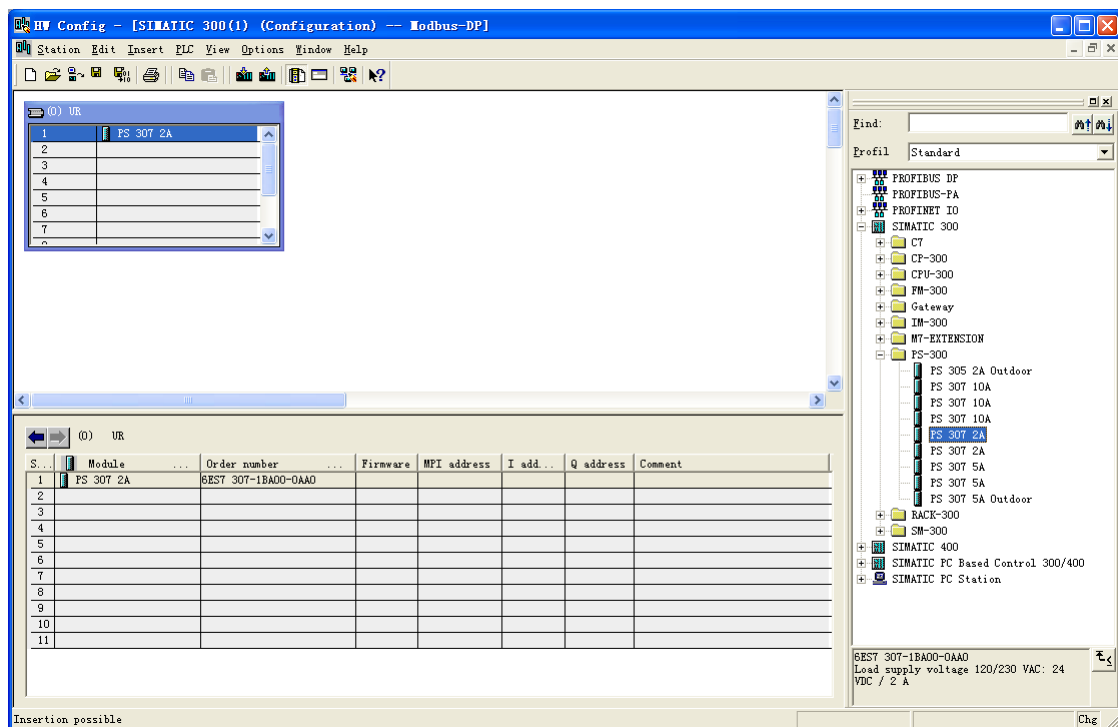 HW Config - [SIMATIC 300(1) (Configuration) -- Modbus-DP]
Station Edit Insert PLC View Options Window Help
(0) UR
1 PS 307 2A
2
3
4
5
6
7
Find:
Profil Standard
PROFIBUS DP
PROFIBUS-PA
PROFINET IO
SIMATIC 300
C7
CP-300
CPU-300
FM-300
Gateway
IM-300
M7-EXTENSION
PS-300
PS 305 2A Outdoor
PS 307 10A
PS 307 10A
PS 307 10A
PS 307 2A
PS 307 2A
PS 307 5A
PS 307 5A
PS 307 5A Outdoor
RACK-300
SM-300
SIMATIC 400
SIMATIC PC Based Control 300/400
SIMATIC PC Station
(0) UR
S... Module ... Order number ... Firmware MPI address I add... Q address Comment
1 PS 307 2A 6ES7 307-1BA00-0AA0
2
3
4
5
6
7
8
9
10
11
6ES7 307-1BA00-0AA0
Load supply voltage 120/230 VAC: 24
VDC / 2 A
Insertion possible Chg